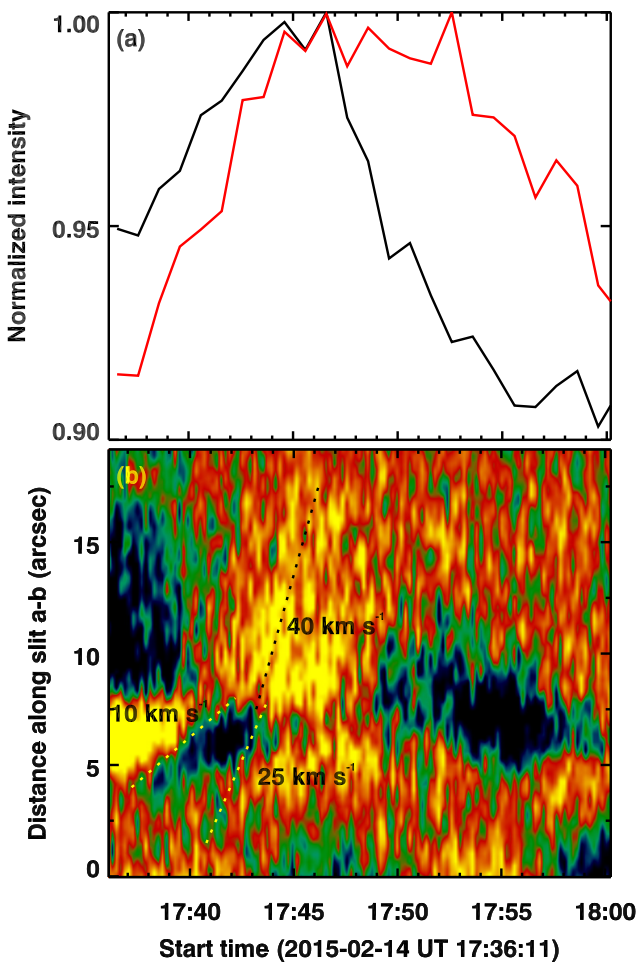 1.00
(a)
0.95
0.90
Normalized intensity
(b)
15
10
5
0
Distance along slit a-b (arcsec)
40 km s-1
10 km s-1
25 km s-1
17:40 17:45 17:50 17:55 18:00
Start time (2015-02-14 UT 17:36:11)